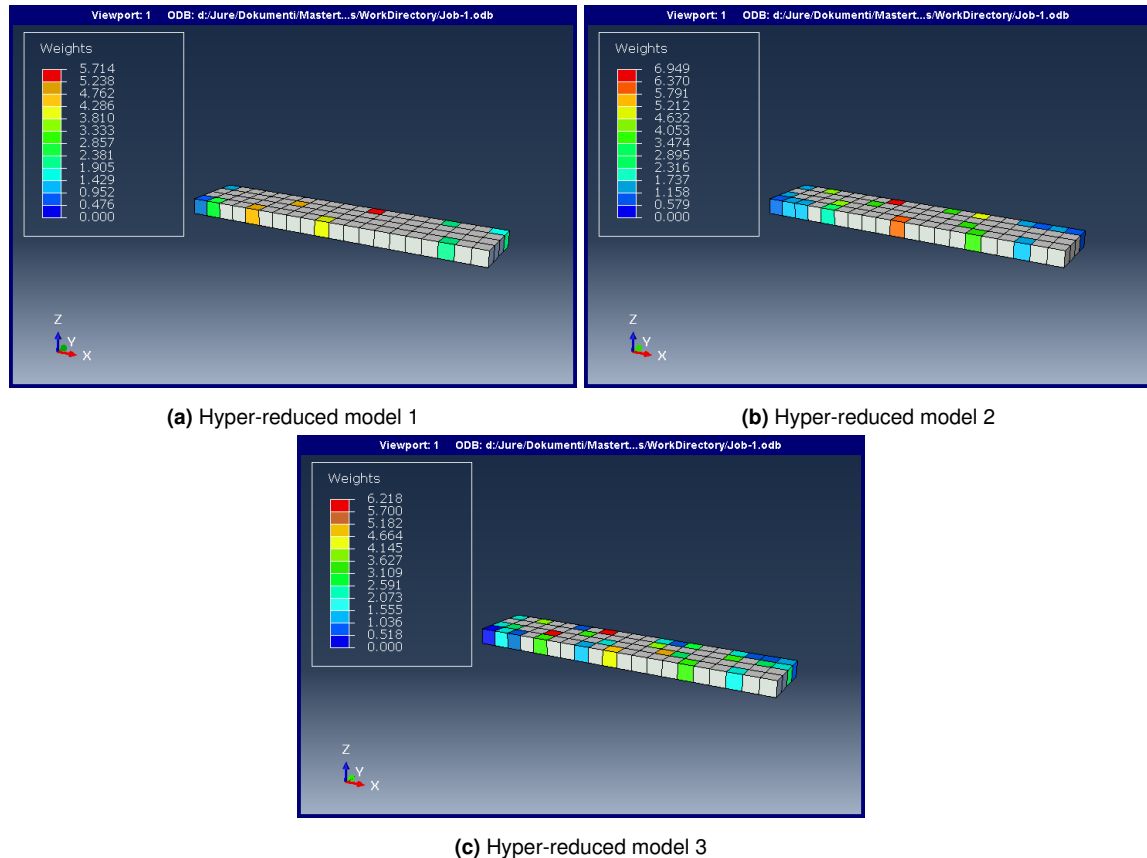 Viewport: 1 ODB: d:/Jure/Dokumenti/Mastert...s/WorkDirectory/Job-1.odb
Weights
5.714
5.238
4.762
4.286
3.810
3.333
2.857
2.381
1.905
1.429
0.952
0.476
0.000
Z
Y
X
(a) Hyper-reduced model 1
Viewport: 1 ODB: d:/Jure/Dokumenti/Mastert...s/WorkDirectory/Job-1.odb
Weights
6.949
6.370
5.791
5.212
4.632
4.053
3.474
2.895
2.316
1.737
1.158
0.579
0.000
Z
Y
X
(b) Hyper-reduced model 2
Viewport: 1 ODB: d:/Jure/Dokumenti/Mastert...s/WorkDirectory/Job-1.odb
Weights
6.218
5.700
5.182
4.664
4.145
3.627
3.109
2.591
2.073
1.555
1.036
0.518
0.000
Z
Y
X
(c) Hyper-reduced model 3